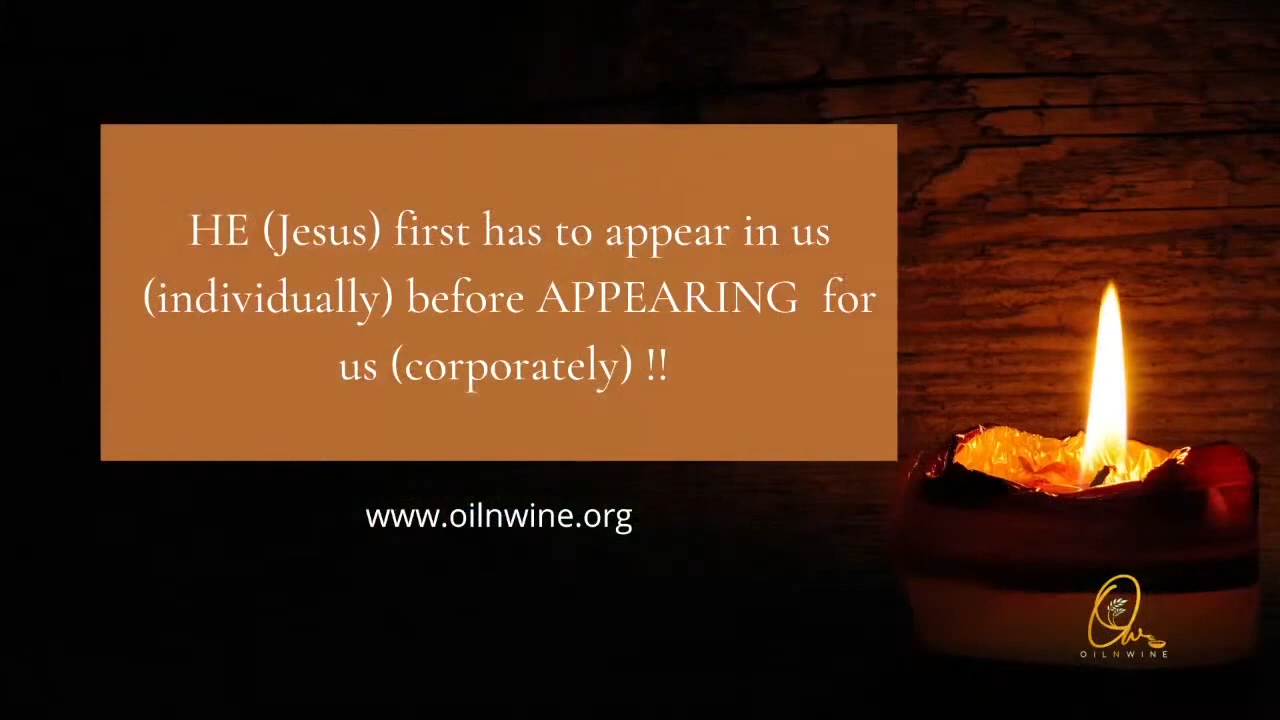 HE (Jesus) first has to appear in us
(individually) before APPEARING  for
us (corporately) !!
www.oilnwine.org
OILNWINE